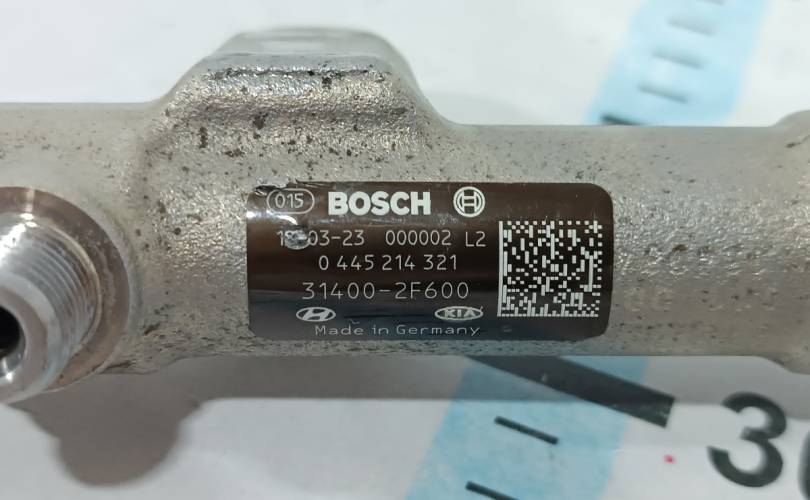 015 BOSCH
03-23 000002 L2
0 445 214 321
31400-2F600
KIA
Made in Germany